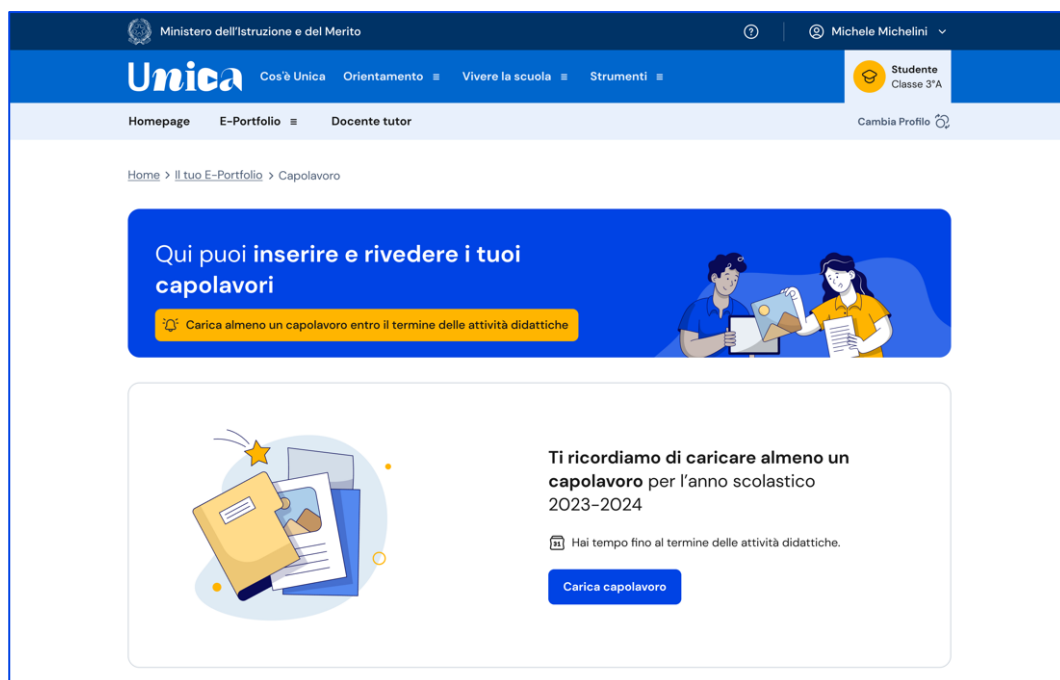 Ministero dell'Istruzione e del Merito
Michele Michelini
Unica
Cos'è Unica Orientamento Vivere la scuola Strumenti
Studente
Classe 3°A
Homepage E-Portfolio Docente tutor
Cambia Profilo
Home > Il tuo E-Portfolio > Capolavoro
Qui puoi inserire e rivedere i tuoi
capolavori
Carica almeno un capolavoro entro il termine delle attività didattiche
Ti ricordiamo di caricare almeno un
capolavoro per l'anno scolastico
2023-2024
31 Hai tempo fino al termine delle attività didattiche.
Carica capolavoro